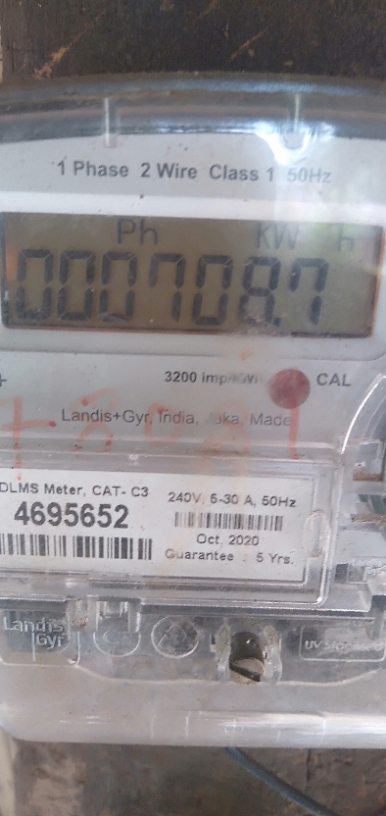 1 Phase 2 Wire Class 1 50Hz
Ph kW h
000708.7
3200 imp/kWh CAL
Landis+Gyr, India, Joka, Made
DLMS Meter, CAT- C3
4695652
240V, 5-30 A, 50Hz
Oct, 2020
Guarantee : 5 Yrs.
Landis
Gyr